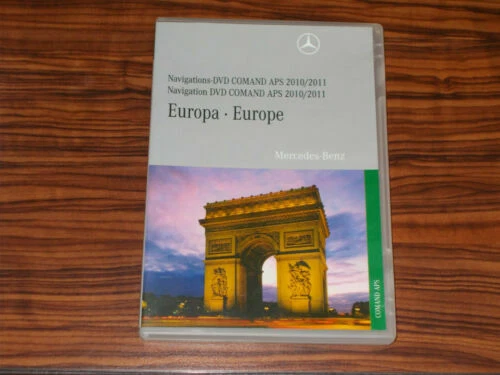 Navigations-DVD COMAND APS 2010/2011
Navigation DVD COMAND APS 2010/2011
Europa · Europe
Mercedes-Benz
COMAND APS